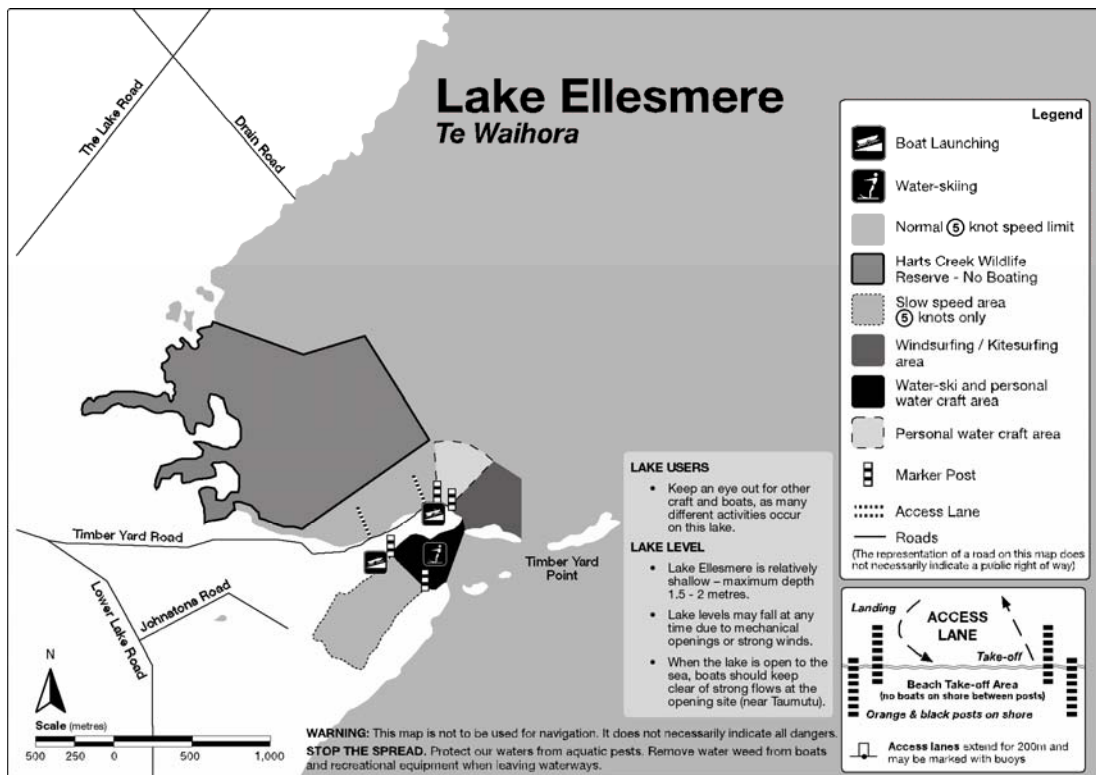 Lake Ellesmere
Te Waihora
The Lake Road
Drain Road
Timber Yard Road
Lower Lake Road
Johnstons Road
Timber Yard
Point
N
Scale (metres)
500 250 0 500 1,000
LAKE USERS
• Keep an eye out for other
craft and boats, as many
different activities occur
on this lake.
LAKE LEVEL
• Lake Ellesmere is relatively
shallow – maximum depth
1.5 - 2 metres.
• Lake levels may fall at any
time due to mechanical
openings or strong winds.
• When the lake is open to the
sea, boats should keep
clear of strong flows at the
opening site (near Taumutu).
WARNING: This map is not to be used for navigation. It does not necessarily indicate all dangers.
STOP THE SPREAD. Protect our waters from aquatic pests. Remove water weed from boats
and recreational equipment when leaving waterways.
Legend
Boat Launching
Water-skiing
Normal 5 knot speed limit
Harts Creek Wildlife
Reserve - No Boating
Slow speed area
5 knots only
Windsurfing / Kitesurfing
area
Water-ski and personal
water craft area
Personal water craft area
Marker Post
Access Lane
Roads
(The representation of a road on this map does
not necessarily indicate a public right of way)
Landing
ACCESS
LANE
Take-off
Beach Take-off Area
(no boats on shore between posts)
Orange & black posts on shore
Access lanes extend for 200m and
may be marked with buoys